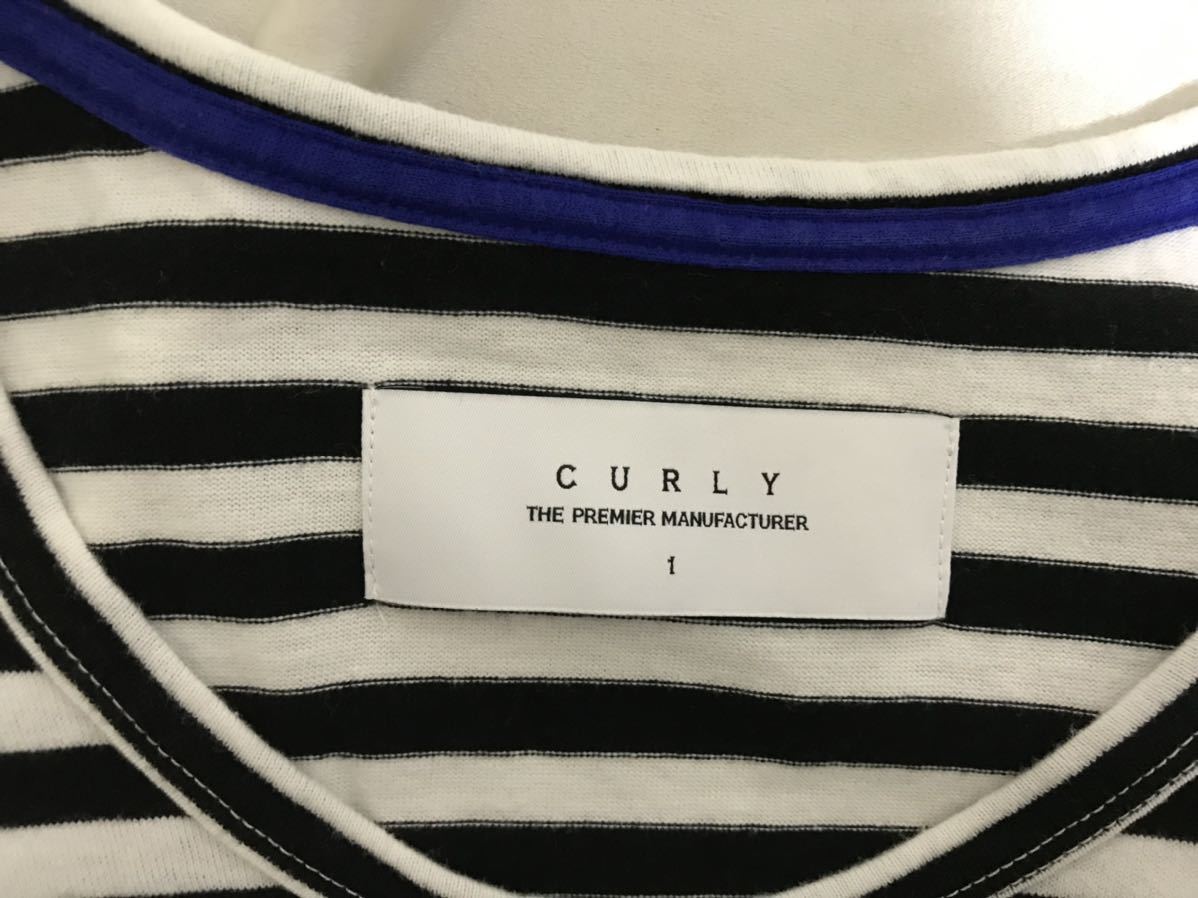 CURLY
THE PREMIER MANUFACTURER
1